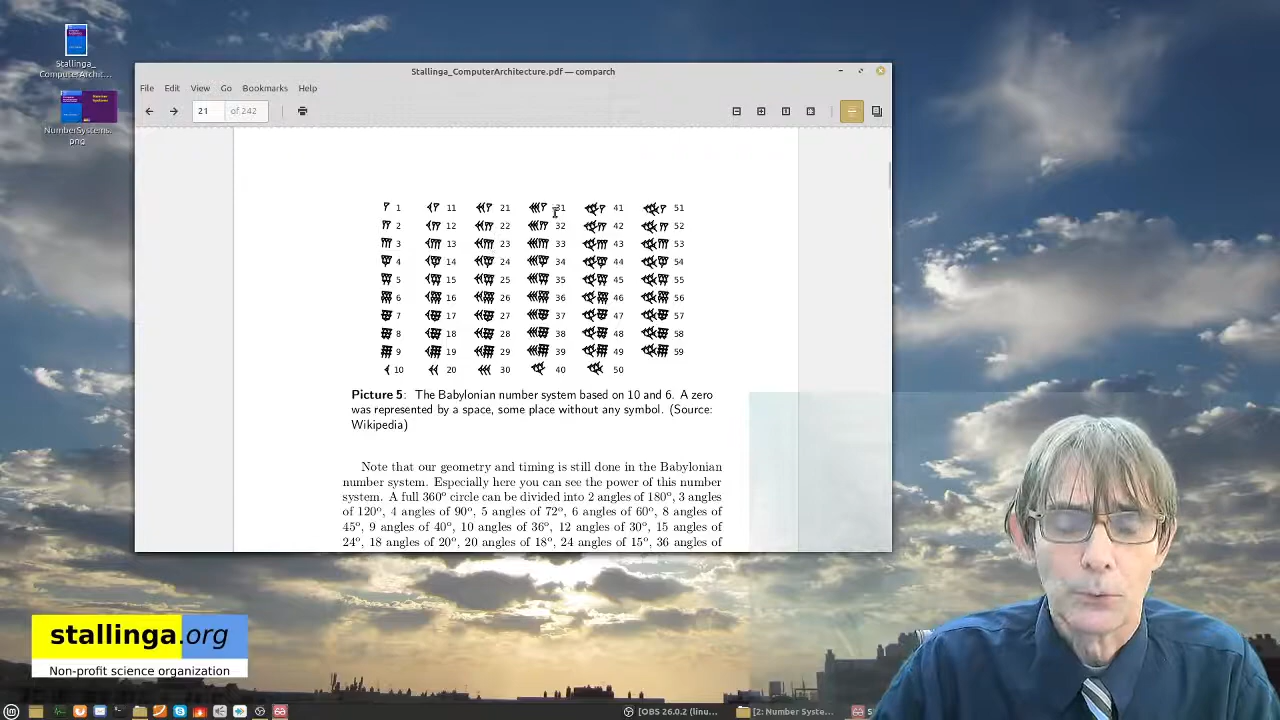 Stallinga_
ComputerArchit...
NumberSystems.
png
Stallinga_ComputerArchitecture.pdf — comparch
File Edit View Go Bookmarks Help
21 of 242
1 11 21 31 41 51
2 12 22 32 42 52
3 13 23 33 43 53
4 14 24 34 44 54
5 15 25 35 45 55
6 16 26 36 46 56
7 17 27 37 47 57
8 18 28 38 48 58
9 19 29 39 49 59
10 20 30 40 50
Picture 5: The Babylonian number system based on 10 and 6. A zero
was represented by a space, some place without any symbol. (Source:
Wikipedia)
Note that our geometry and timing is still done in the Babylonian
number system. Especially here you can see the power of this number
system. A full 360° circle can be divided into 2 angles of 180°, 3 angles
of 120°, 4 angles of 90°, 5 angles of 72°, 6 angles of 60°, 8 angles of
45°, 9 angles of 40°, 10 angles of 36°, 12 angles of 30°, 15 angles of
24°, 18 angles of 20°, 20 angles of 18°, 24 angles of 15°, 36 angles of
stallinga.org
Non-profit science organization
[OBS 26.0.2 (linu...
[2: Number Syste...